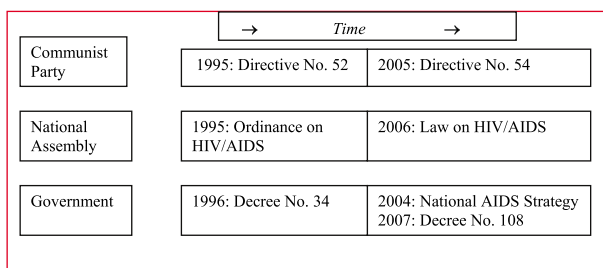 → Time →
Communist
Party
1995: Directive No. 52
2005: Directive No. 54
National
Assembly
1995: Ordinance on
HIV/AIDS
2006: Law on HIV/AIDS
Government
1996: Decree No. 34
2004: National AIDS Strategy
2007: Decree No. 108